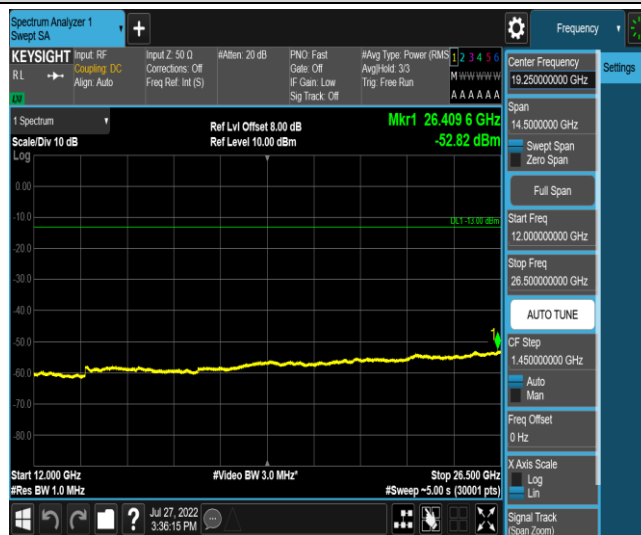 Spectrum Analyzer 1
Swept SA
+
Frequency
KEYSIGHT
RL
LNI
Input: RF
Coupling: DC
Align: Auto
Input Z: 50 Ω
Corrections: Off
Freq Ref: Int (S)
#Atten: 20 dB
PNO: Fast
Gate: Off
IF Gain: Low
Sig Track: Off
#Avg Type: Power (RMS
Avg|Hold: 3/3
Trig: Free Run
1 2 3 4 5 6
M W W W W W
A A A A A A
1 Spectrum
Scale/Div 10 dB
Log
Ref Lvl Offset 8.00 dB
Ref Level 10.00 dBm
Mkr1 26.409 6 GHz
-52.82 dBm
0.00
-10.0
DL1 -13.00 dBm
-20.0
-30.0
-40.0
-50.0
1
-60.0
-70.0
-80.0
Start 12.000 GHz
#Video BW 3.0 MHz*
Stop 26.500 GHz
#Res BW 1.0 MHz
#Sweep ~5.00 s (30001 pts)
?
Jul 27, 2022
3:36:15 PM
Center Frequency
19.250000000 GHz
Settings
Span
14.5000000 GHz
Swept Span
Zero Span
Full Span
Start Freq
12.000000000 GHz
Stop Freq
26.500000000 GHz
AUTO TUNE
CF Step
1.450000000 GHz
Auto
Man
Freq Offset
0 Hz
X Axis Scale
Log
Lin
Signal Track
(Span Zoom)